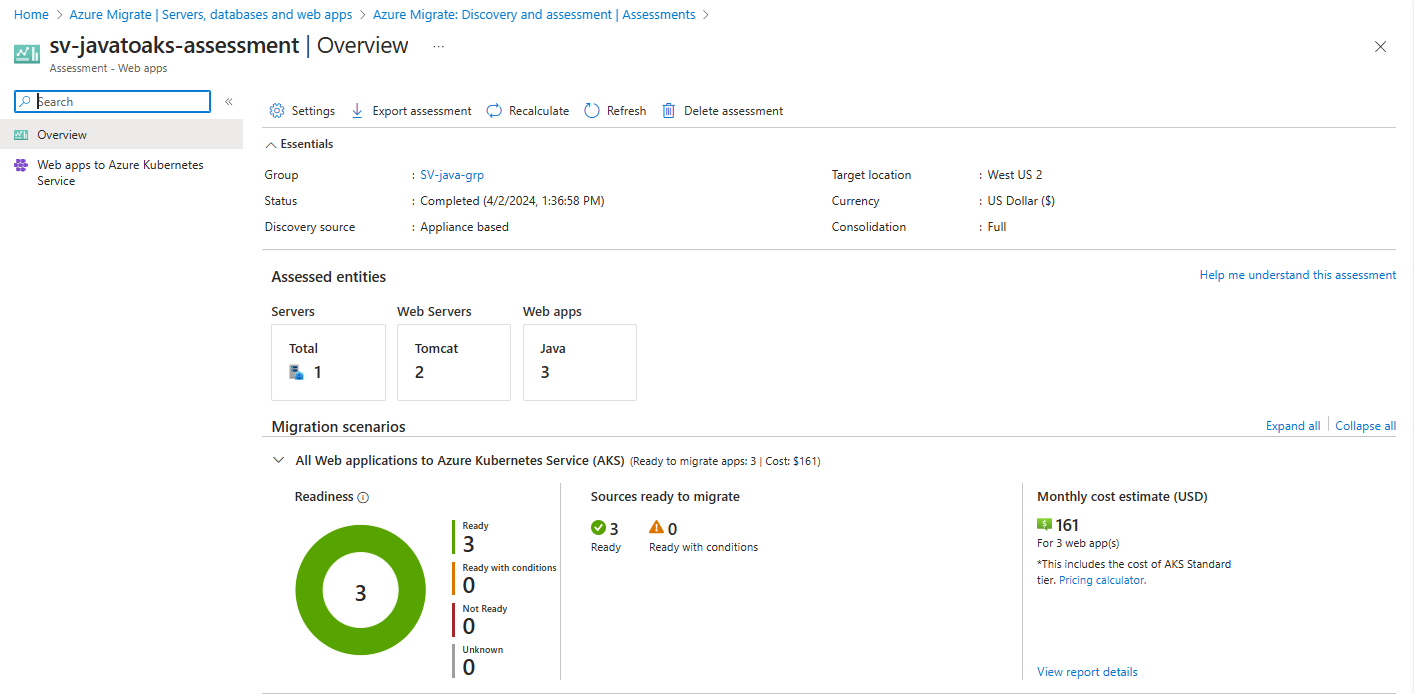 Home > Azure Migrate | Servers, databases and web apps > Azure Migrate: Discovery and assessment | Assessments >
sv-javatoaks-assessment | Overview ...
Assessment - Web apps
Search «
Overview
Web apps to Azure Kubernetes
Service
Settings Export assessment Recalculate Refresh Delete assessment
Essentials
Group : SV-java-grp
Target location : West US 2
Status : Completed (4/2/2024, 1:36:58 PM)
Currency : US Dollar ($)
Discovery source : Appliance based
Consolidation : Full
Assessed entities
Help me understand this assessment
Servers
Total
1
Web Servers
Tomcat
2
Web apps
Java
3
Migration scenarios
Expand all | Collapse all
All Web applications to Azure Kubernetes Service (AKS) (Ready to migrate apps: 3 | Cost: $161)
Readiness
3
Ready
3
Ready with conditions
0
Not Ready
0
Unknown
0
Sources ready to migrate
3
Ready
0
Ready with conditions
Monthly cost estimate (USD)
$ 161
For 3 web app(s)
*This includes the cost of AKS Standard
tier. Pricing calculator.
View report details